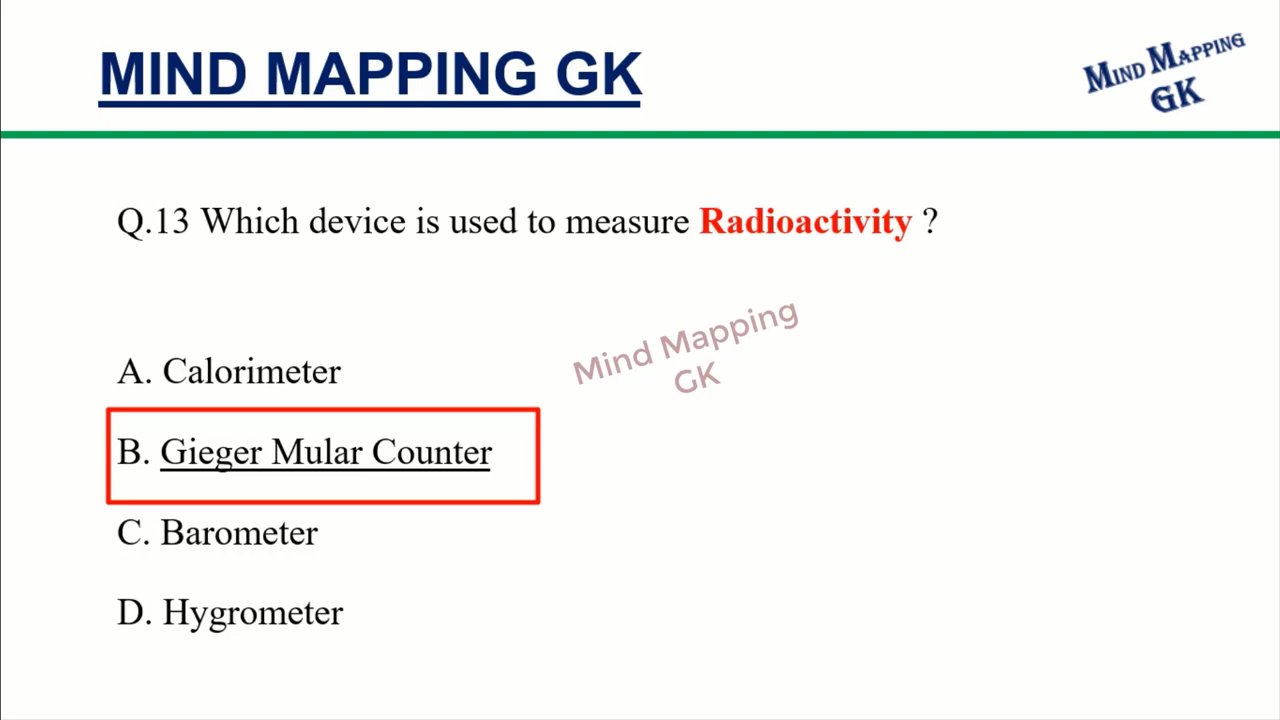 MIND MAPPING GK
MIND MAPPING
GK
Q.13 Which device is used to measure Radioactivity ?
Mind Mapping
GK
A. Calorimeter
B. Gieger Mular Counter
C. Barometer
D. Hygrometer